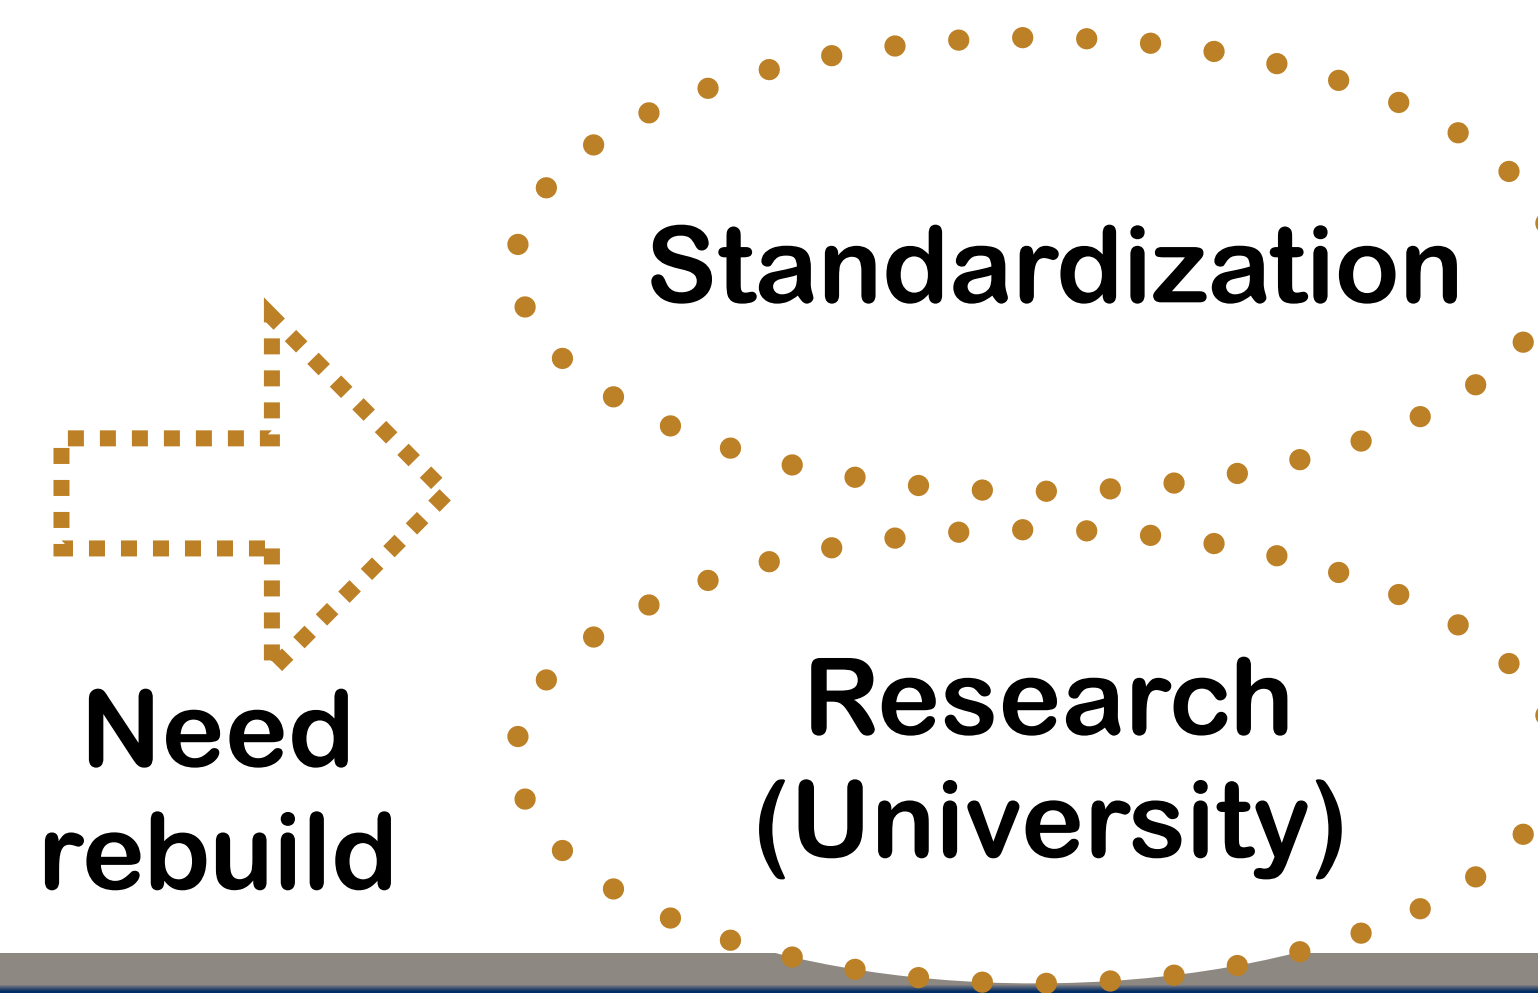 Standardization
Need
rebuild
Research
(University)